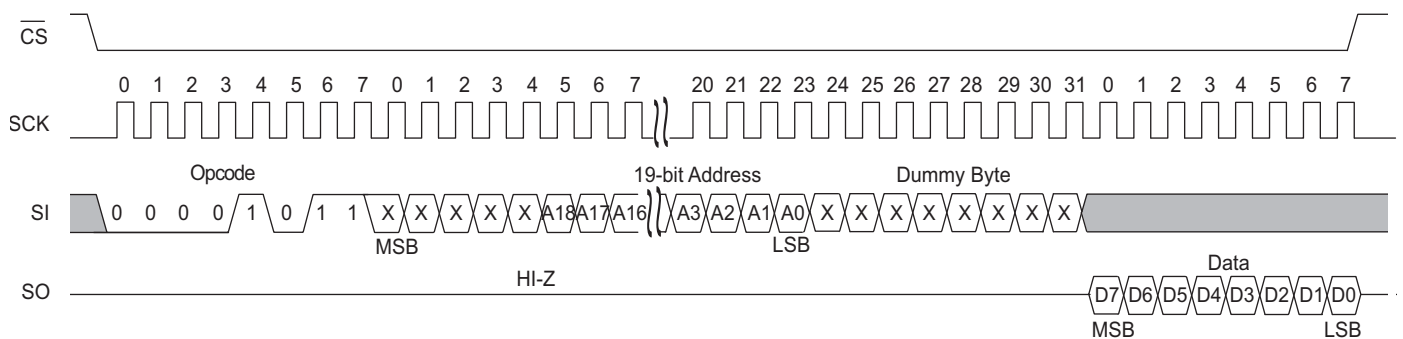 CS
0 1 2 3 4 5 6 7 0 1 2 3 4 5 6 7 20 21 22 23 24 25 26 27 28 29 30 31 0 1 2 3 4 5 6 7
SCK
Opcode 19-bit Address Dummy Byte
SI 0 0 0 0 1 0 1 1 X X X X X A18 A17 A16 A3 A2 A1 A0 X X X X X X X X
MSB LSB
HI-Z Data
SO D7 D6 D5 D4 D3 D2 D1 D0
MSB LSB